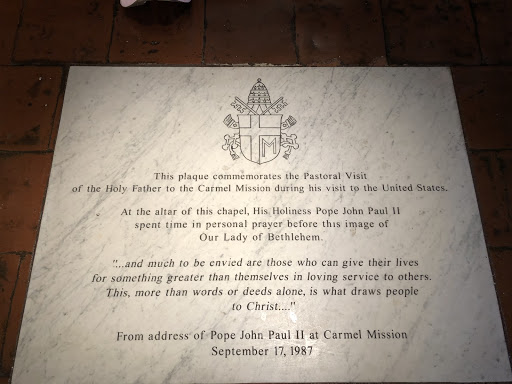 M
This plaque commemorates the Pastoral Visit
of the Holy Father to the Carmel Mission during his visit to the United States.
At the altar of this chapel, His Holiness Pope John Paul II
spent time in personal prayer before this image of
Our Lady of Bethlehem.
"...and much to be envied are those who can give their lives
for something greater than themselves in loving service to others.
This, more than words or deeds alone, is what draws people
to Christ...."
From address of Pope John Paul II at Carmel Mission
September 17, 1987